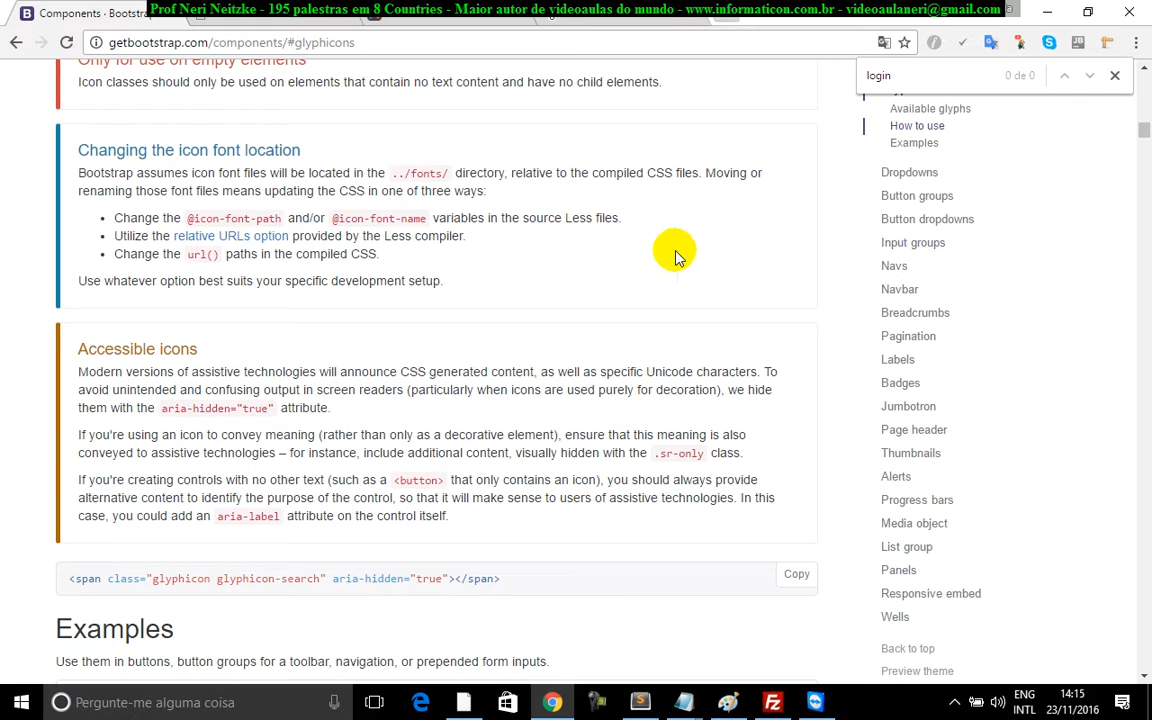 Components · Bootstrap
Prof Neri Neitzke - 195 palestras em 8 Countries - Maior autor de videoaulas do mundo - www.informaticon.com.br - videoaulaneri@gmail.com
getbootstrap.com/components/#glyphicons
login
0 de 0
Only for use on empty elements
Icon classes should only be used on elements that contain no text content and have no child elements.
Changing the icon font location
Bootstrap assumes icon font files will be located in the ../fonts/ directory, relative to the compiled CSS files. Moving or
renaming those font files means updating the CSS in one of three ways:
• Change the @icon-font-path and/or @icon-font-name variables in the source Less files.
• Utilize the relative URLs option provided by the Less compiler.
• Change the url() paths in the compiled CSS.
Use whatever option best suits your specific development setup.
Accessible icons
Modern versions of assistive technologies will announce CSS generated content, as well as specific Unicode characters. To
avoid unintended and confusing output in screen readers (particularly when icons are used purely for decoration), we hide
them with the aria-hidden="true" attribute.
If you're using an icon to convey meaning (rather than only as a decorative element), ensure that this meaning is also
conveyed to assistive technologies – for instance, include additional content, visually hidden with the .sr-only class.
If you're creating controls with no other text (such as a <button> that only contains an icon), you should always provide
alternative content to identify the purpose of the control, so that it will make sense to users of assistive technologies. In this
case, you could add an aria-label attribute on the control itself.
<span class="glyphicon glyphicon-search" aria-hidden="true"></span>
Copy
Examples
Use them in buttons, button groups for a toolbar, navigation, or prepended form inputs.
Available glyphs
How to use
Examples
Dropdowns
Button groups
Button dropdowns
Input groups
Navs
Navbar
Breadcrumbs
Pagination
Labels
Badges
Jumbotron
Page header
Thumbnails
Alerts
Progress bars
Media object
List group
Panels
Responsive embed
Wells
Back to top
Preview theme
Pergunte-me alguma coisa
ENG
INTL
14:15
23/11/2016